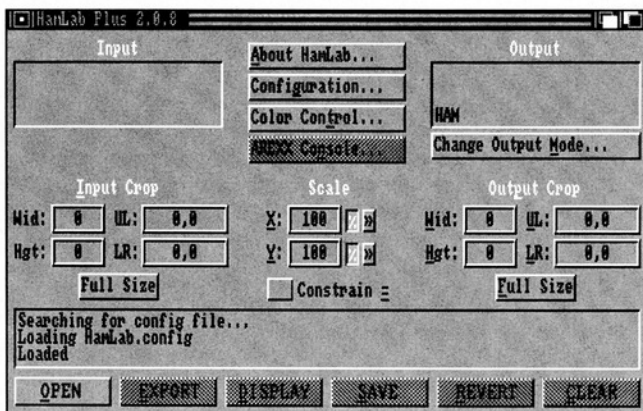 HamLab Plus 2.0.8
Input
About HamLab...
Output
Configuration...
Color Control...
HAM
AREXX Console...
Change Output Mode...
Input Crop
Scale
Output Crop
Wid: 0 UL: 0,0
X: 100 % »
Wid: 0 UL: 0,0
Hgt: 0 LR: 0,0
Y: 100 % »
Hgt: 0 LR: 0,0
Full Size
Constrain =
Full Size
Searching for config file...
Loading HamLab.config
Loaded
OPEN EXPORT DISPLAY SAVE REVERT CLEAR